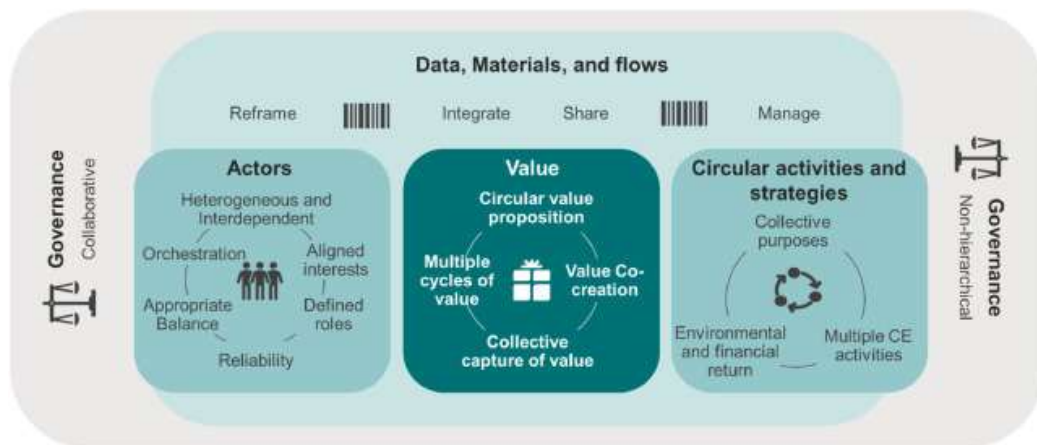 Data, Materials, and flows
Reframe Integrate Share Manage
Governance
Collaborative
Actors
Heterogeneous and
Interdependent
Orchestration
Aligned
interests
Appropriate
Balance
Defined
roles
Reliability
Value
Circular value
proposition
Multiple
cycles of
value
Value Co-
creation
Collective
capture of value
Circular activities and
strategies
Collective
purposes
Environmental
and financial
return
Multiple CE
activities
Governance
Non-hierarchical